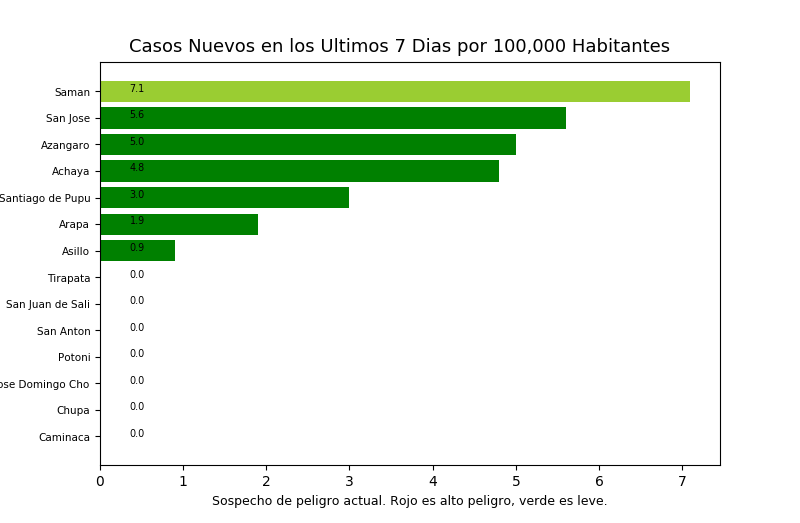 Casos Nuevos en los Ultimos 7 Dias por 100,000 Habitantes
Saman 7.1
San Jose 5.6
Azangaro 5.0
Achaya 4.8
Santiago de Pupu 3.0
Arapa 1.9
Asillo 0.9
Tirapata 0.0
San Juan de Sali 0.0
San Anton 0.0
Potoni 0.0
ose Domingo Cho 0.0
Chupa 0.0
Caminaca 0.0
0 1 2 3 4 5 6 7
Sospecho de peligro actual. Rojo es alto peligro, verde es leve.